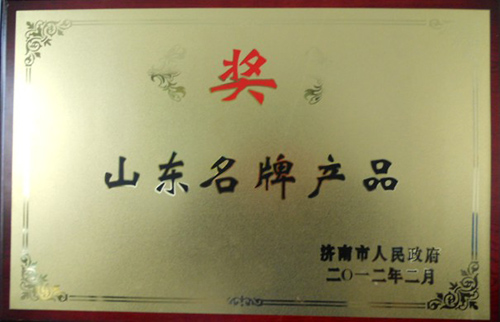 奖
山东名牌产品
济南市人民政府
二〇一二年二月